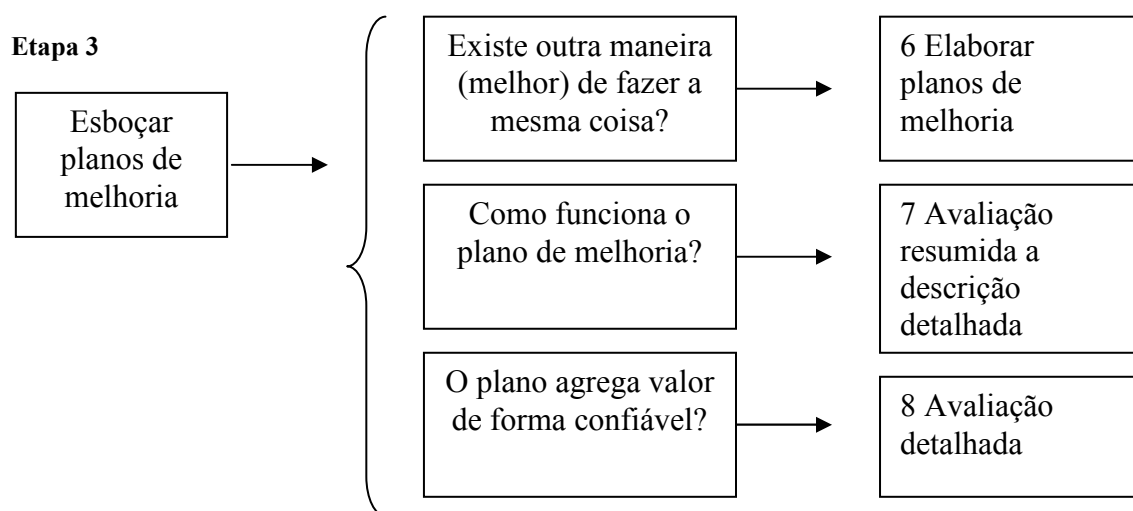 Etapa 3
Esboçar
planos de
melhoria
Existe outra maneira
(melhor) de fazer a
mesma coisa?
6 Elaborar
planos de
melhoria
Como funciona o
plano de melhoria?
7 Avaliação
resumida a
descrição
detalhada
O plano agrega valor
de forma confiável?
8 Avaliação
detalhada